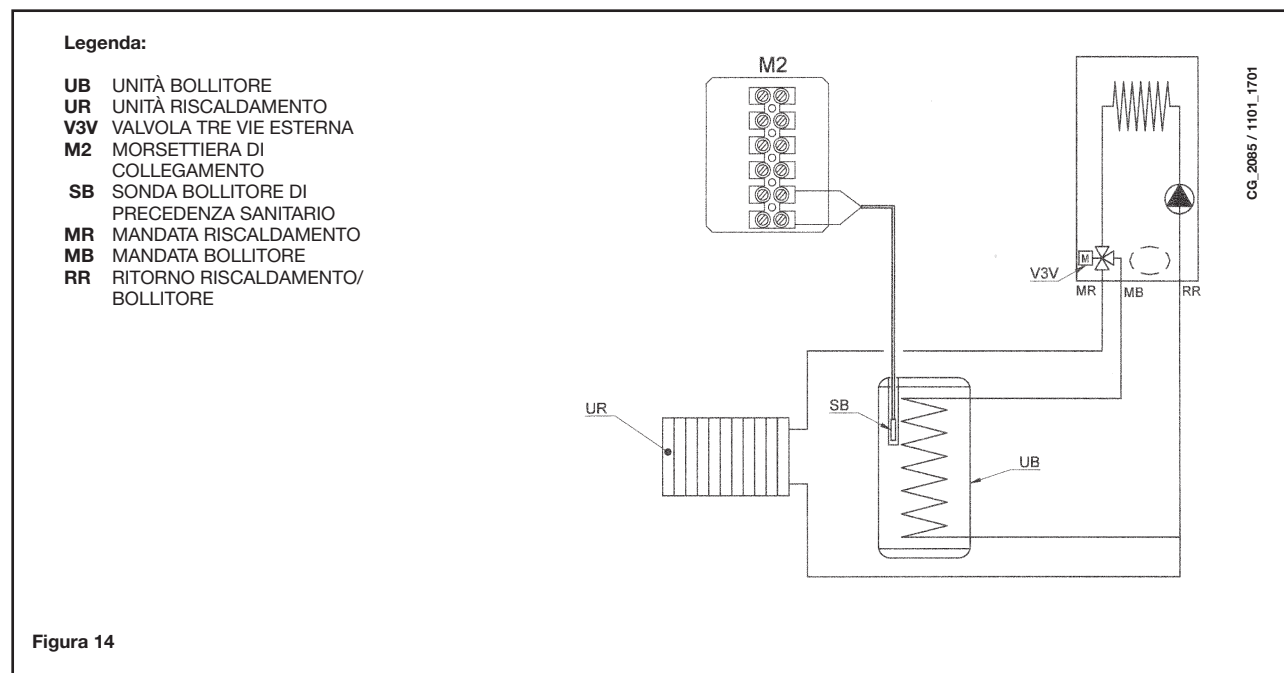 Legenda:
UB UNITÀ BOLLITORE
UR UNITÀ RISCALDAMENTO
V3V VALVOLA TRE VIE ESTERNA
M2 MORSETTIERA DI
COLLEGAMENTO
SB SONDA BOLLITORE DI
PRECEDENZA SANITARIO
MR MANDATA RISCALDAMENTO
MB MANDATA BOLLITORE
RR RITORNO RISCALDAMENTO/
BOLLITORE
M2
CG_2085 / 1101_1701
M
V3V
MR
MB
RR
UR
SB
UB
Figura 14